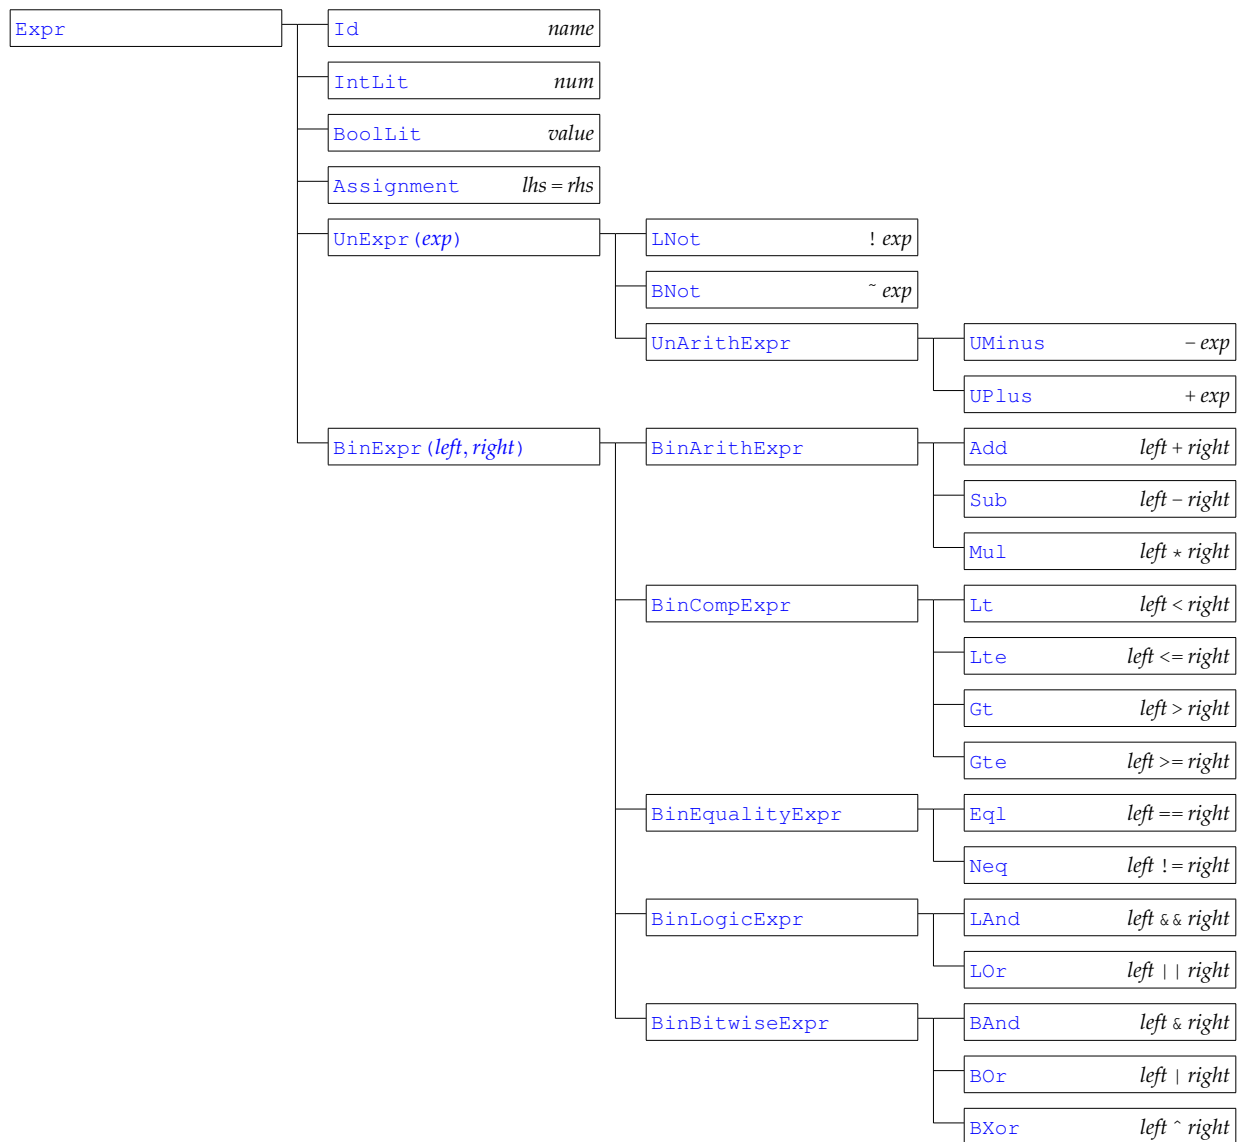 Expr Id name
IntLit num
BoolLit value
Assignment lhs = rhs
UnExpr(exp) LNot ! exp
BNot ~ exp
UnArithExpr UMinus − exp
UPlus + exp
BinExpr(left, right) BinArithExpr Add left + right
Sub left − right
Mul left * right
BinCompExpr Lt left < right
Lte left <= right
Gt left > right
Gte left >= right
BinEqualityExpr Eql left == right
Neq left != right
BinLogicExpr LAnd left && right
LOr left || right
BinBitwiseExpr BAnd left & right
BOr left | right
BXor left ^ right